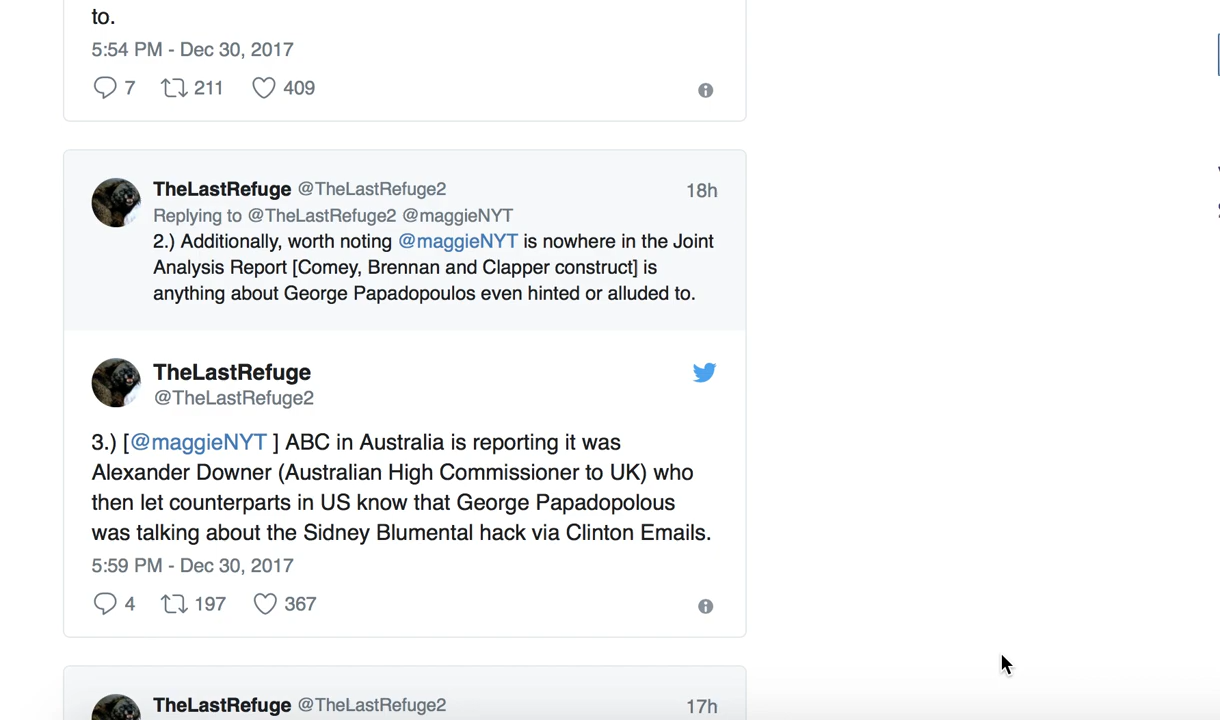 to.
5:54 PM - Dec 30, 2017
7 211 409
TheLastRefuge @TheLastRefuge2 18h
Replying to @TheLastRefuge2 @maggieNYT
2.) Additionally, worth noting @maggieNYT is nowhere in the Joint
Analysis Report [Comey, Brennan and Clapper construct] is
anything about George Papadopoulos even hinted or alluded to.
TheLastRefuge
@TheLastRefuge2
3.) [@maggieNYT ] ABC in Australia is reporting it was
Alexander Downer (Australian High Commissioner to UK) who
then let counterparts in US know that George Papadopolous
was talking about the Sidney Blumental hack via Clinton Emails.
5:59 PM - Dec 30, 2017
4 197 367
TheLastRefuge @TheLastRefuge2 17h